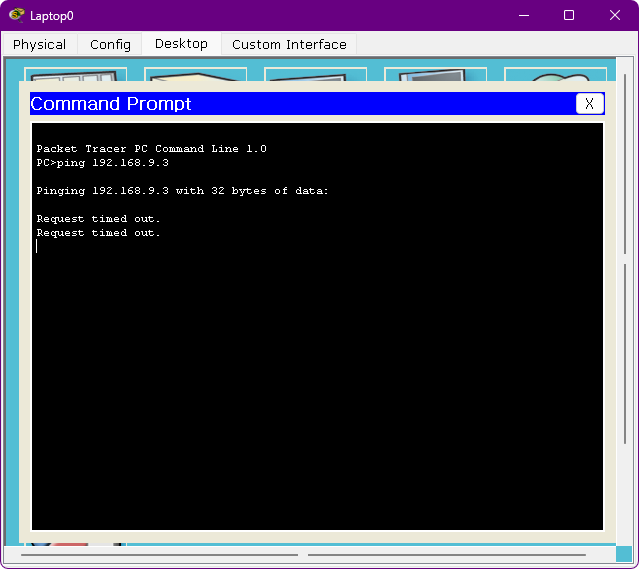 Laptop0
Physical Config Desktop Custom Interface
Command Prompt X
Packet Tracer PC Command Line 1.0
PC>ping 192.168.9.3
Pinging 192.168.9.3 with 32 bytes of data:
Request timed out.
Request timed out.